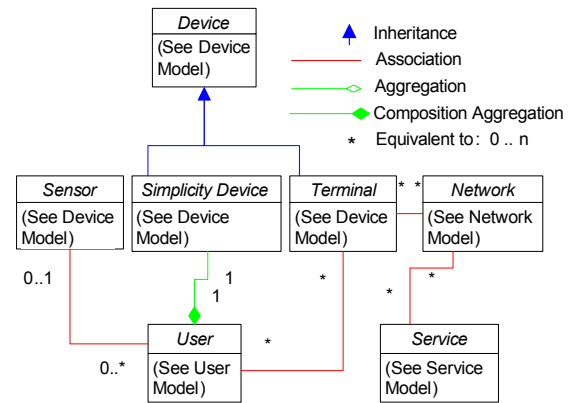 Device
(See Device
Model)
Inheritance
Association
Aggregation
Composition Aggregation
* Equivalent to: 0 .. n
Sensor
(See Device
Model)
Simplicity Device
(See Device
Model)
Terminal
(See Device
Model)
* *
Network
(See Network
Model)
0..1
1
1
*
*
*
0..*
*
User
(See User
Model)
Service
(See Service
Model)